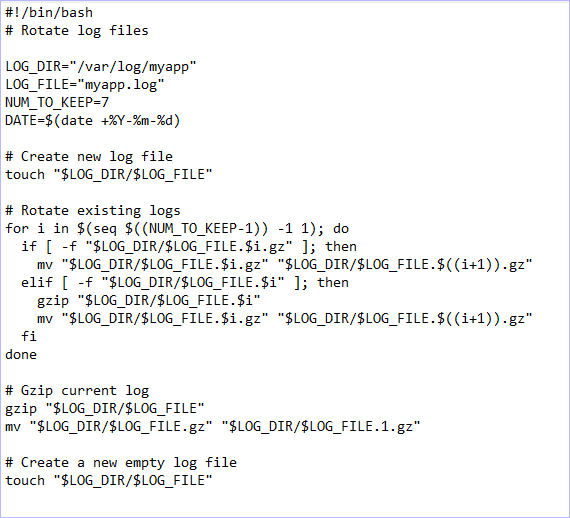 #!/bin/bash
# Rotate log files

LOG_DIR="/var/log/myapp"
LOG_FILE="myapp.log"
NUM_TO_KEEP=7
DATE=$(date +%Y-%m-%d)

# Create new log file
touch "$LOG_DIR/$LOG_FILE"

# Rotate existing logs
for i in $(seq $((NUM_TO_KEEP-1)) -1 1); do
  if [ -f "$LOG_DIR/$LOG_FILE.$i.gz" ]; then
    mv "$LOG_DIR/$LOG_FILE.$i.gz" "$LOG_DIR/$LOG_FILE.$((i+1)).gz"
  elif [ -f "$LOG_DIR/$LOG_FILE.$i" ]; then
    gzip "$LOG_DIR/$LOG_FILE.$i"
    mv "$LOG_DIR/$LOG_FILE.$i.gz" "$LOG_DIR/$LOG_FILE.$((i+1)).gz"
  fi
done

# Gzip current log
gzip "$LOG_DIR/$LOG_FILE"
mv "$LOG_DIR/$LOG_FILE.gz" "$LOG_DIR/$LOG_FILE.1.gz"

# Create a new empty log file
touch "$LOG_DIR/$LOG_FILE"